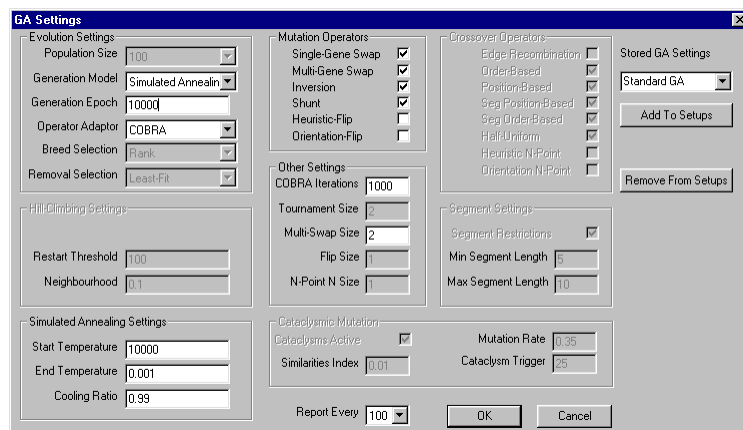 GA Settings
Evolution Settings
Population Size 100
Generation Model Simulated Annealin
Generation Epoch 10000
Operator Adaptor COBRA
Breed Selection Rank
Removal Selection Least-Fit
Hill-Climbing Settings
Restart Threshold 100
Neighbourhood 0.1
Simulated Annealing Settings
Start Temperature 10000
End Temperature 0.001
Cooling Ratio 0.99
Mutation Operators
Single-Gene Swap
Multi-Gene Swap
Inversion
Shunt
Heuristic-Flip
Orientation-Flip
Other Settings
COBRA Iterations 1000
Tournament Size 2
Multi-Swap Size 2
Flip Size 1
N-Point N Size 1
Crossover Operators
Edge Recombination
Order-Based
Position-Based
Seg Position-Based
Seg Order-Based
Half-Uniform
Heuristic N-Point
Orientation N-Point
Segment Settings
Segment Restrictions
Min Segment Length 5
Max Segment Length 10
Cataclysmic Mutation
Cataclysms Active
Similarities Index 0.01
Mutation Rate 0.35
Cataclysm Trigger 25
Report Every 100
OK
Cancel
Stored GA Settings
Standard GA
Add To Setups
Remove From Setups